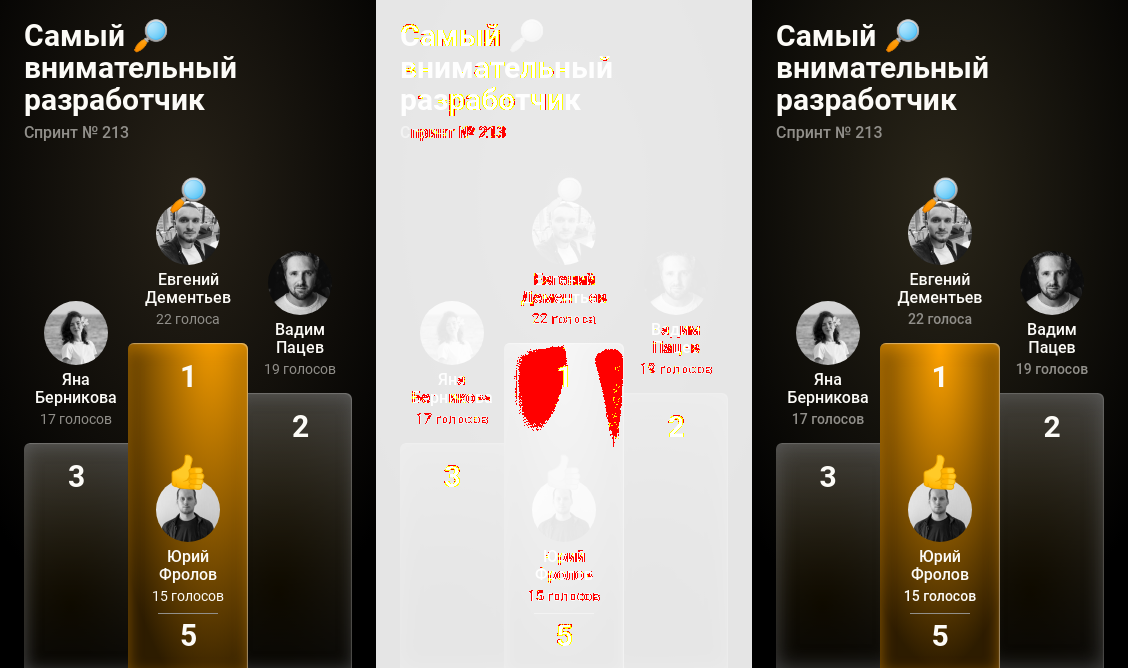 Самый 🔎
внимательный
разработчик
Спринт № 213
Евгений
Дементьев
22 голоса
Вадим
Пацев
19 голосов
Яна
Берникова
17 голосов
1
2
3
Юрий
Фролов
15 голосов
5
Самый
внимательный
разработчик
Спринт № 213
Евгений
Дементьев
22 голоса
Вадим
Пацев
19 голосов
Яна
Берникова
17 голосов
1
2
3
Юрий
Фролов
15 голосов
5
Самый 🔎
внимательный
разработчик
Спринт № 213
Евгений
Дементьев
22 голоса
Вадим
Пацев
19 голосов
Яна
Берникова
17 голосов
1
2
3
Юрий
Фролов
15 голосов
5